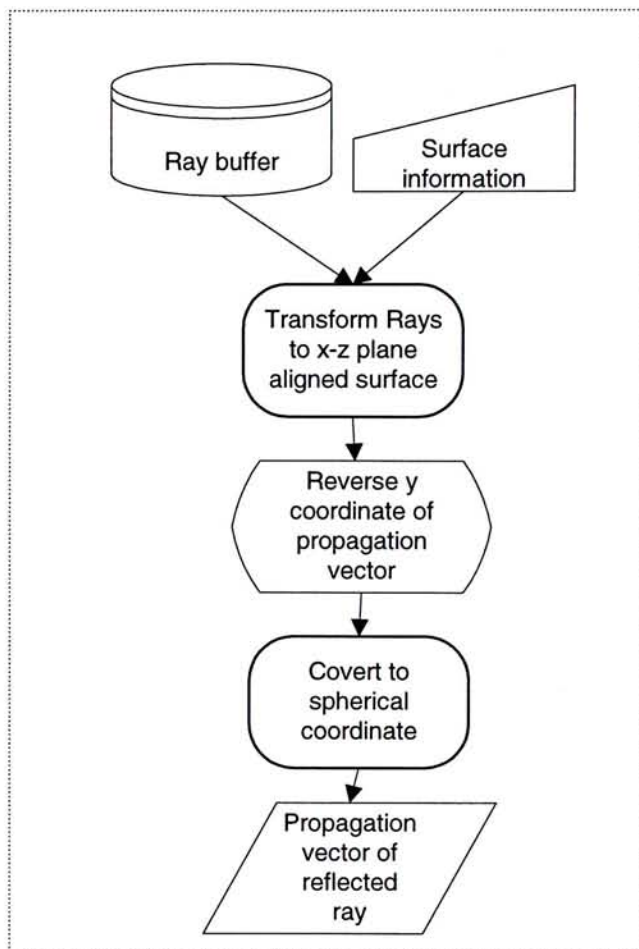 Ray buffer
Surface
information
Transform Rays
to x-z plane
aligned surface
Reverse y
coordinate of
propagation
vector
Covert to
spherical
coordinate
Propagation
vector of
reflected
ray